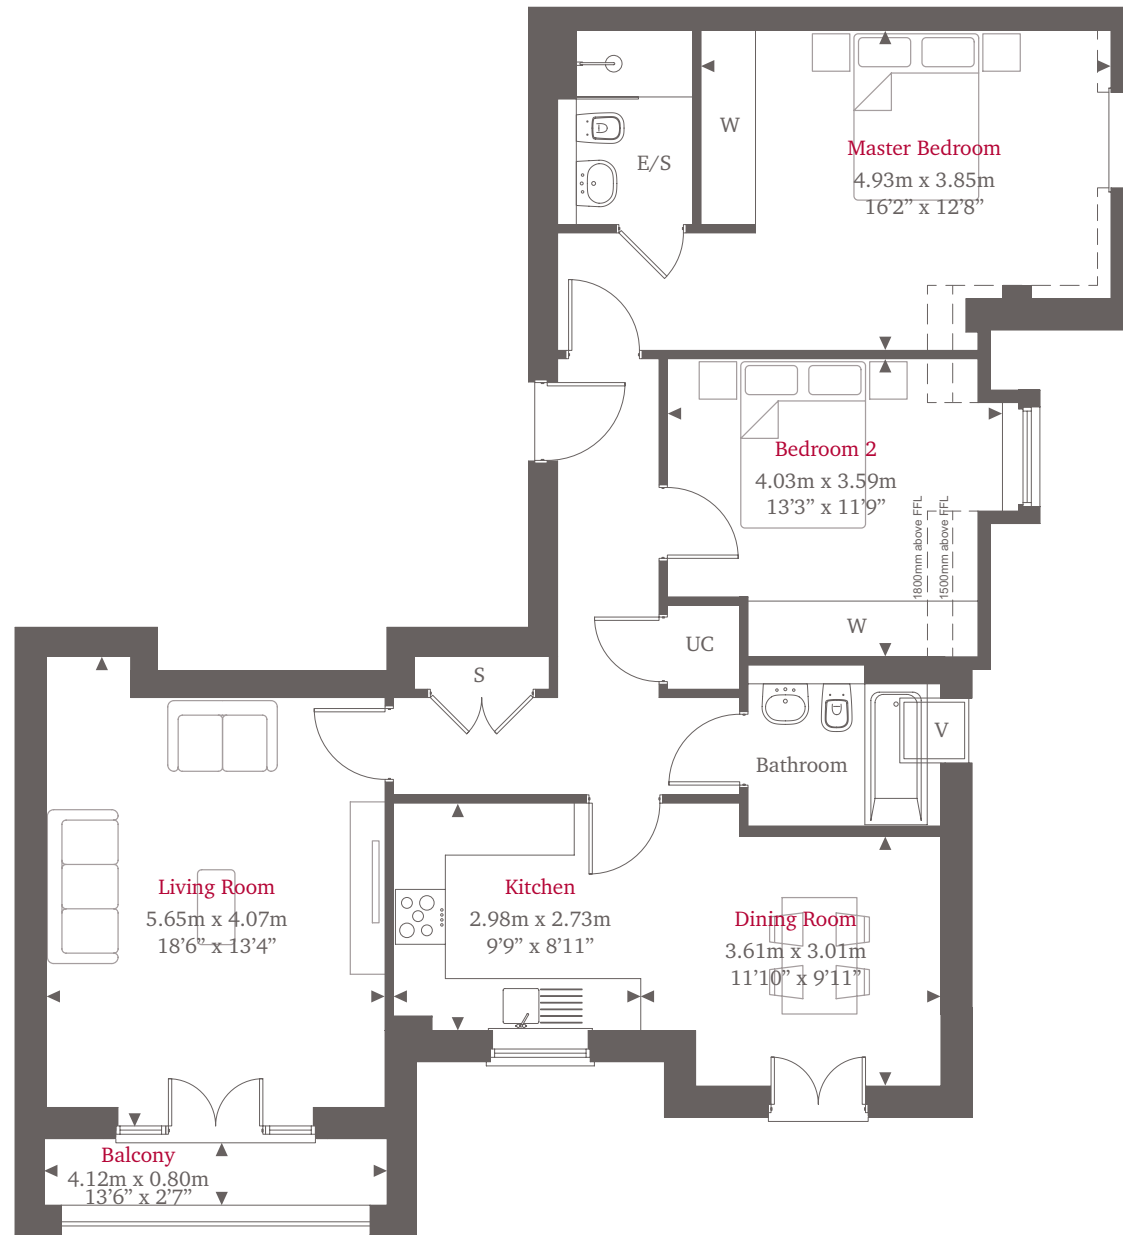 W
Master Bedroom
4.93m x 3.85m
16’2” x 12’8”
D
E/S
Bedroom 2
4.03m x 3.59m
13’3” x 11’9”
1800mm above FFL
1500mm above FFL
W
UC
S
V
Bathroom
Living Room
5.65m x 4.07m
18’6” x 13’4”
Kitchen
2.98m x 2.73m
9’9” x 8’11”
Dining Room
3.61m x 3.01m
11’10” x 9’11”
Balcony
4.12m x 0.80m
13’6” x 2’7”